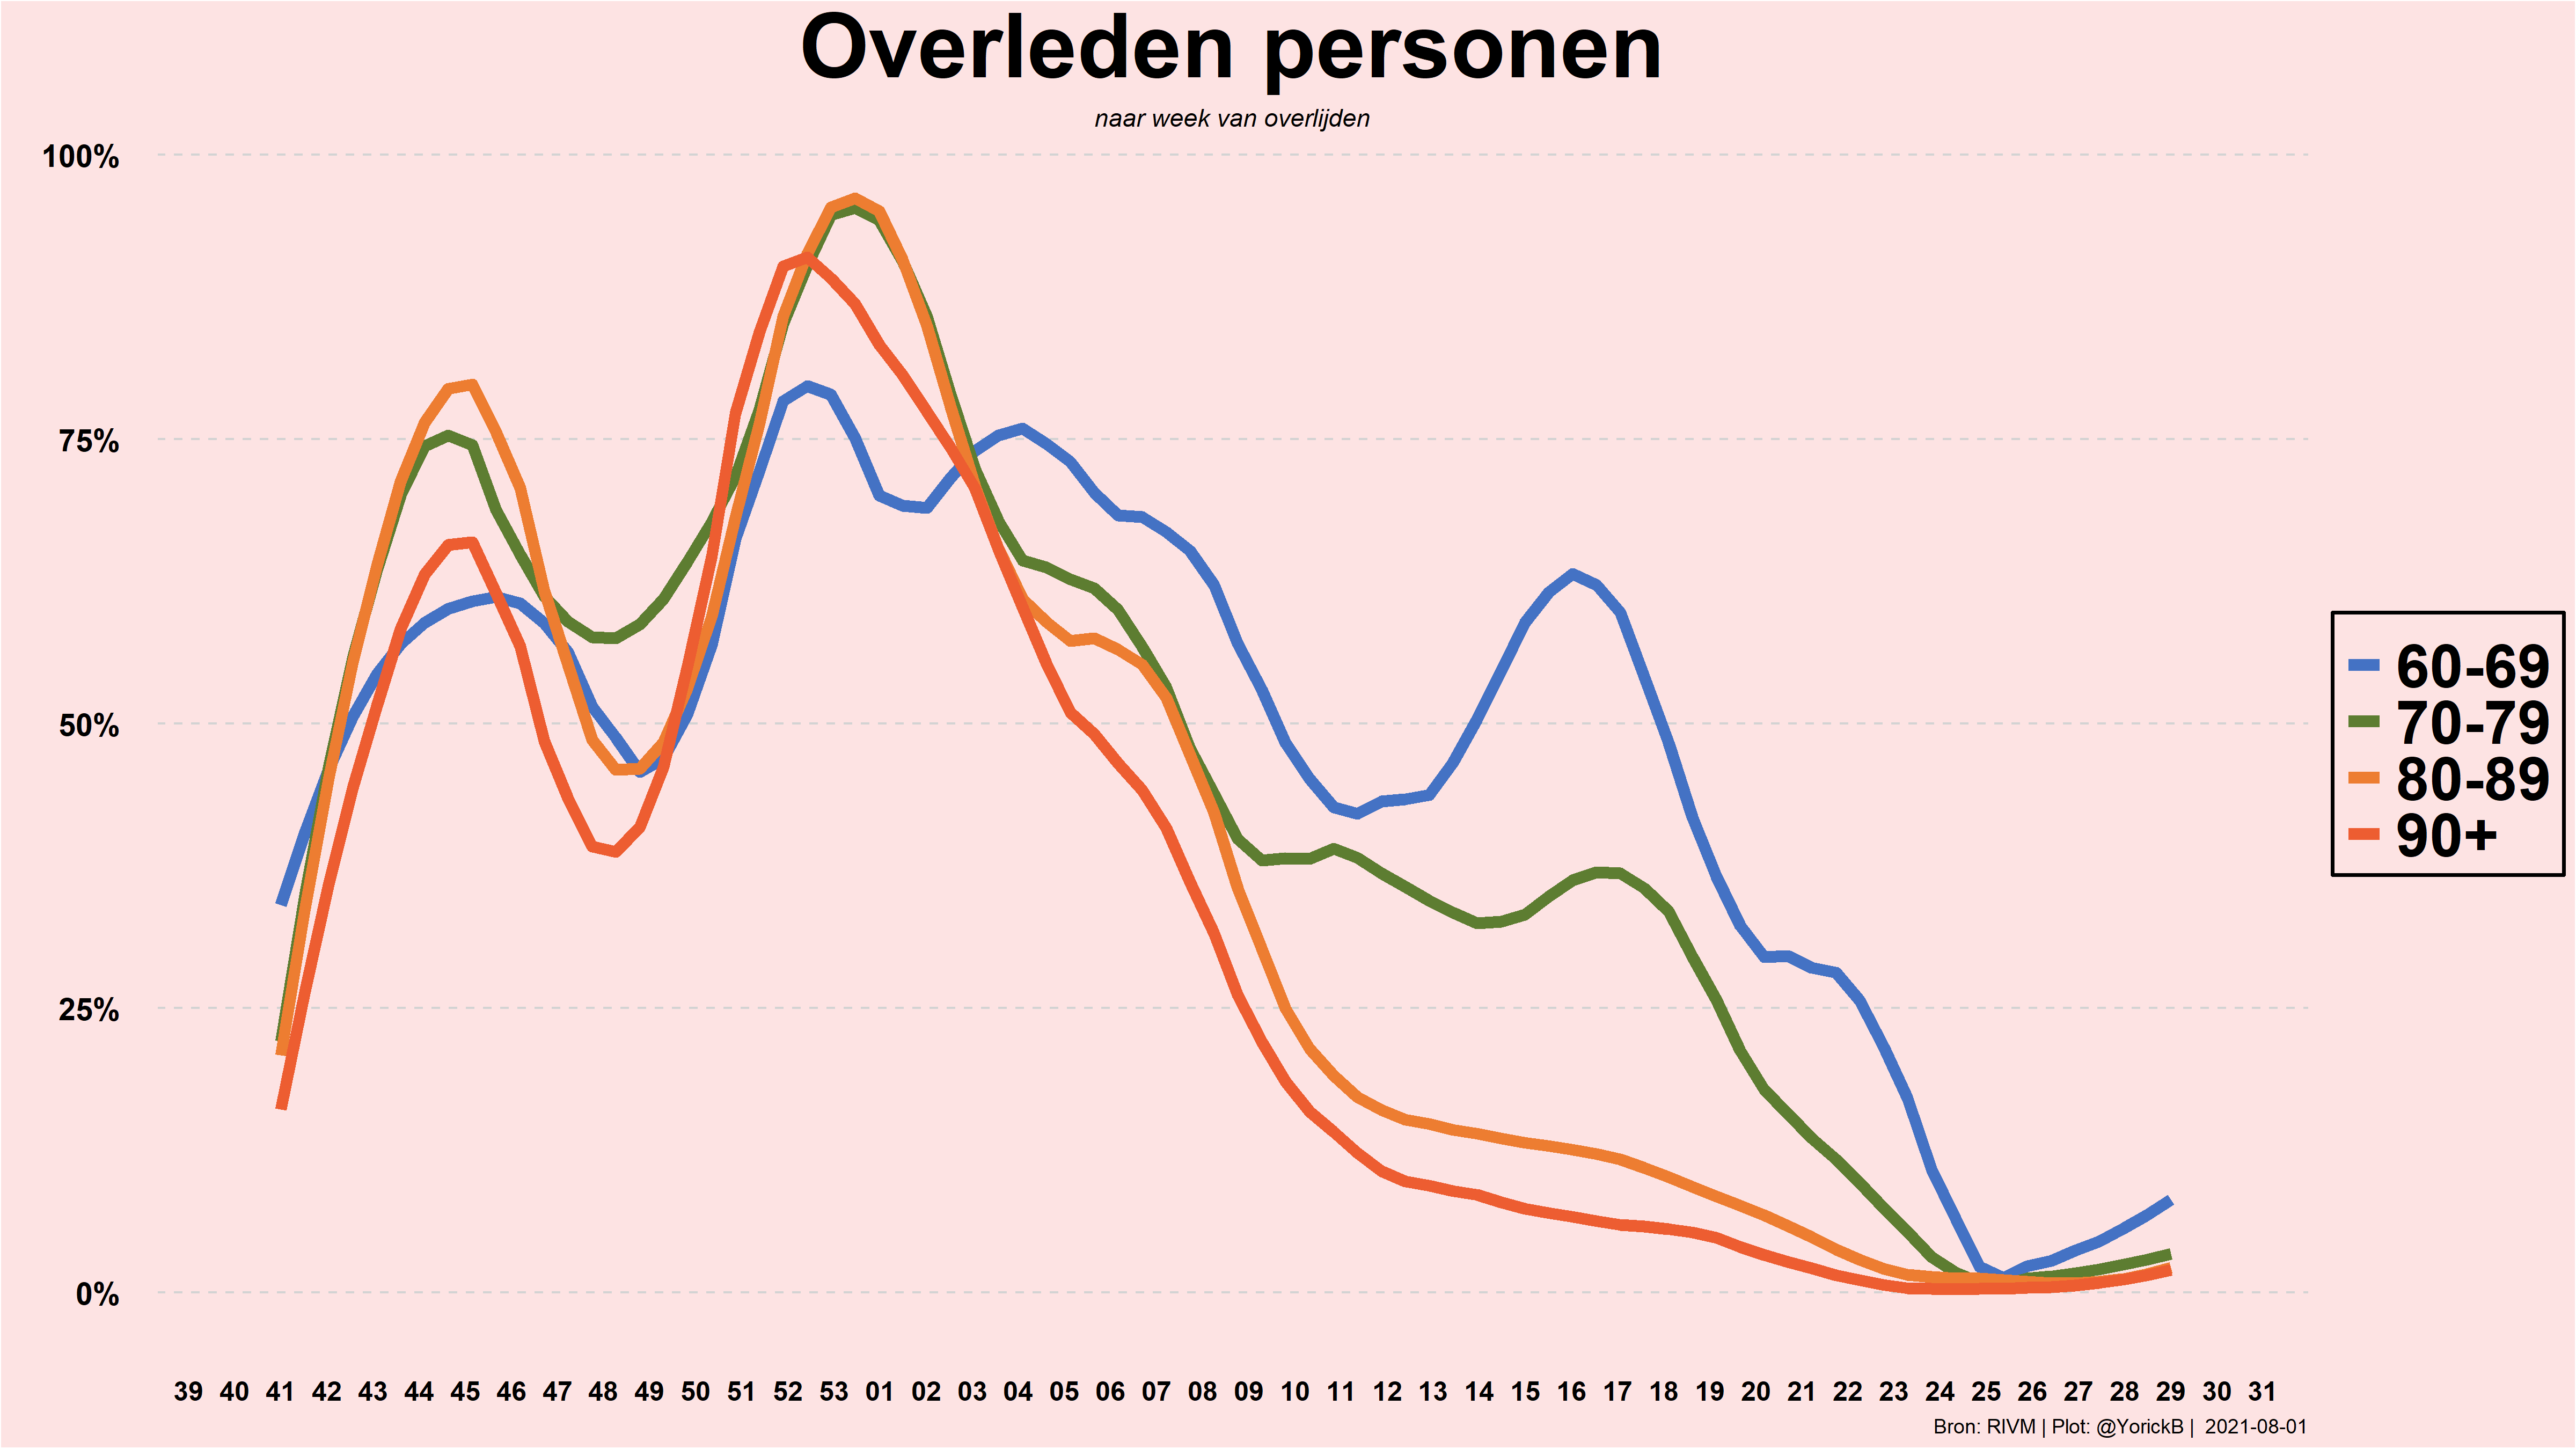 Overleden personen
naar week van overlijden
100%
75%
50%
25%
0%
60-69
70-79
80-89
90+
39 40 41 42 43 44 45 46 47 48 49 50 51 52 53 01 02 03 04 05 06 07 08 09 10 11 12 13 14 15 16 17 18 19 20 21 22 23 24 25 26 27 28 29 30 31
Bron: RIVM | Plot: @YorickB | 2021-08-01